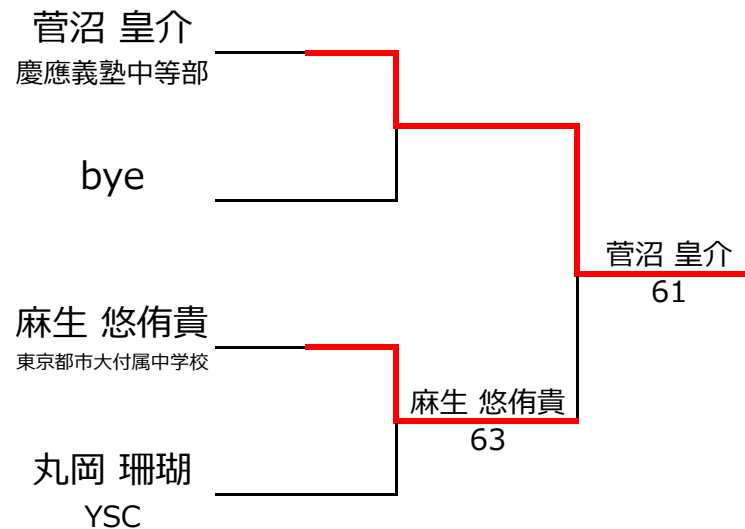 菅沼 皇介
慶應義塾中等部
bye
麻生 悠侑貴
東京都市大付属中学校
丸岡 珊瑚
YSC
麻生 悠侑貴
63
菅沼 皇介
61